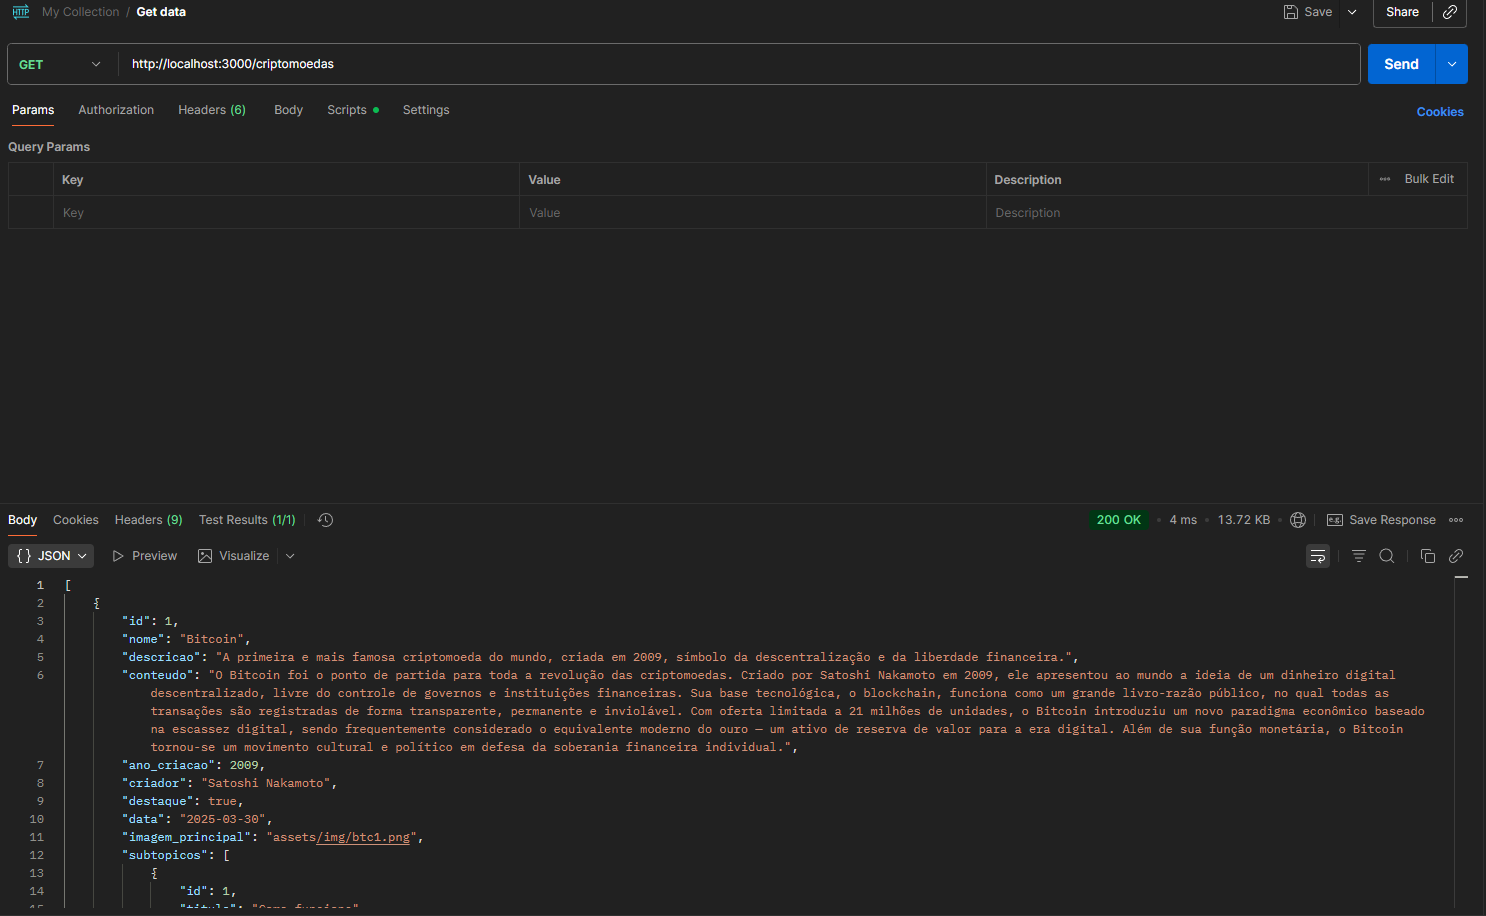 HTTP My Collection / Get data Save Share
GET http://localhost:3000/criptomoedas Send
Params Authorization Headers (6) Body Scripts Settings Cookies
Query Params
Key Value Description Bulk Edit
Key Value Description
Body Cookies Headers (9) Test Results (1/1) 200 OK 4 ms 13.72 KB e.g. Save Response
{} JSON Preview Visualize
1 [
2 {
3 "id": 1,
4 "nome": "Bitcoin",
5 "descricao": "A primeira e mais famosa criptomoeda do mundo, criada em 2009, símbolo da descentralização e da liberdade financeira.",
6 "conteudo": "O Bitcoin foi o ponto de partida para toda a revolução das criptomoedas. Criado por Satoshi Nakamoto em 2009, ele apresentou ao mundo a ideia de um dinheiro digital
descentralizado, livre do controle de governos e instituições financeiras. Sua base tecnológica, o blockchain, funciona como um grande livro-razão público, no qual todas as
transações são registradas de forma transparente, permanente e inviolável. Com oferta limitada a 21 milhões de unidades, o Bitcoin introduziu um novo paradigma econômico baseado
na escassez digital, sendo frequentemente considerado o equivalente moderno do ouro — um ativo de reserva de valor para a era digital. Além de sua função monetária, o Bitcoin
tornou-se um movimento cultural e político em defesa da soberania financeira individual.",
7 "ano_criacao": 2009,
8 "criador": "Satoshi Nakamoto",
9 "destaque": true,
10 "data": "2025-03-30",
11 "imagem_principal": "assets/img/btc1.png",
12 "subtopicos": [
13 {
14 "id": 1,